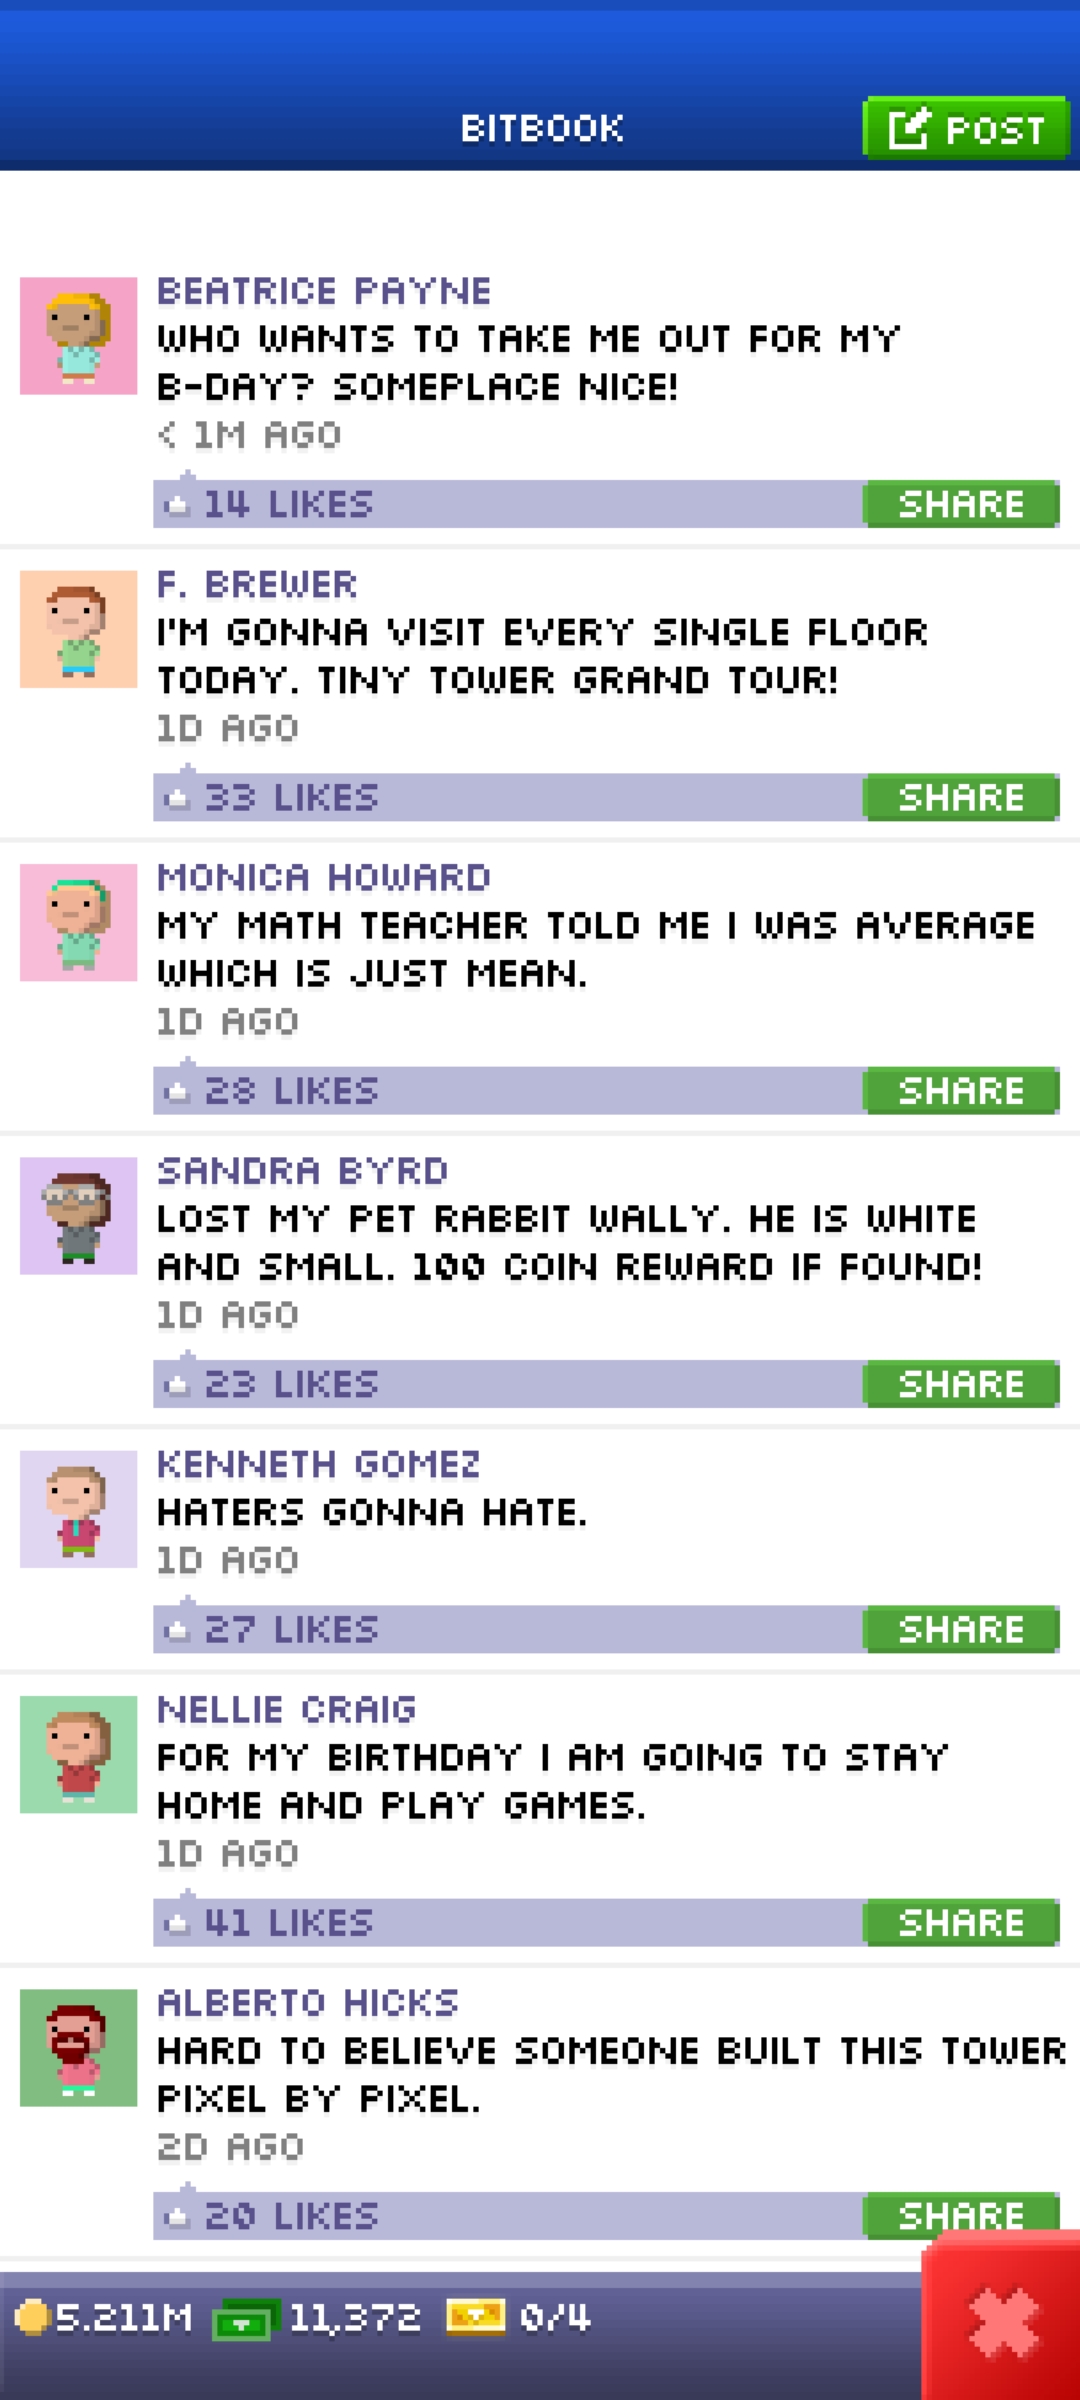 BITBOOK
POST
BEATRICE PAYNE
WHO WANTS TO TAKE ME OUT FOR MY
B-DAY? SOMEPLACE NICE!
< 1M AGO
14 LIKES
SHARE
F. BREWER
I'M GONNA VISIT EVERY SINGLE FLOOR
TODAY. TINY TOWER GRAND TOUR!
1D AGO
33 LIKES
SHARE
MONICA HOWARD
MY MATH TEACHER TOLD ME I WAS AVERAGE
WHICH IS JUST MEAN.
1D AGO
28 LIKES
SHARE
SANDRA BYRD
LOST MY PET RABBIT WALLY. HE IS WHITE
AND SMALL. 100 COIN REWARD IF FOUND!
1D AGO
23 LIKES
SHARE
KENNETH GOMEZ
HATERS GONNA HATE.
1D AGO
27 LIKES
SHARE
NELLIE CRAIG
FOR MY BIRTHDAY I AM GOING TO STAY
HOME AND PLAY GAMES.
1D AGO
41 LIKES
SHARE
ALBERTO HICKS
HARD TO BELIEVE SOMEONE BUILT THIS TOWER
PIXEL BY PIXEL.
2D AGO
20 LIKES
SHARE
5.211M 11,372 0/4